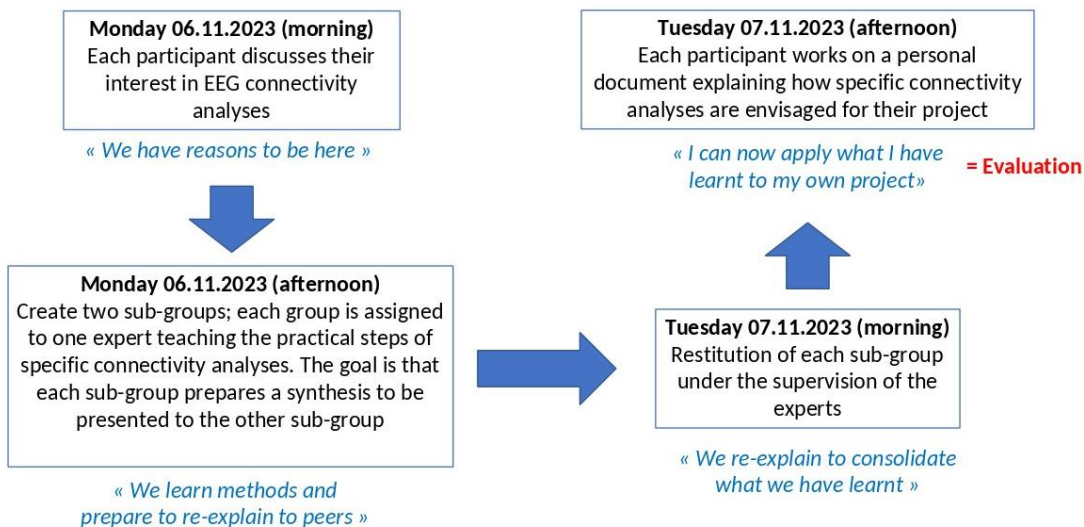 Monday 06.11.2023 (morning)
Each participant discusses their
interest in EEG connectivity
analyses
« We have reasons to be here »
Monday 06.11.2023 (afternoon)
Create two sub-groups; each group is assigned
to one expert teaching the practical steps of
specific connectivity analyses. The goal is that
each sub-group prepares a synthesis to be
presented to the other sub-group
« We learn methods and
prepare to re-explain to peers »
Tuesday 07.11.2023 (morning)
Restitution of each sub-group
under the supervision of the
experts
« We re-explain to consolidate
what we have learnt »
Tuesday 07.11.2023 (afternoon)
Each participant works on a personal
document explaining how specific connectivity
analyses are envisaged for their project
« I can now apply what I have
learnt to my own project»
= Evaluation